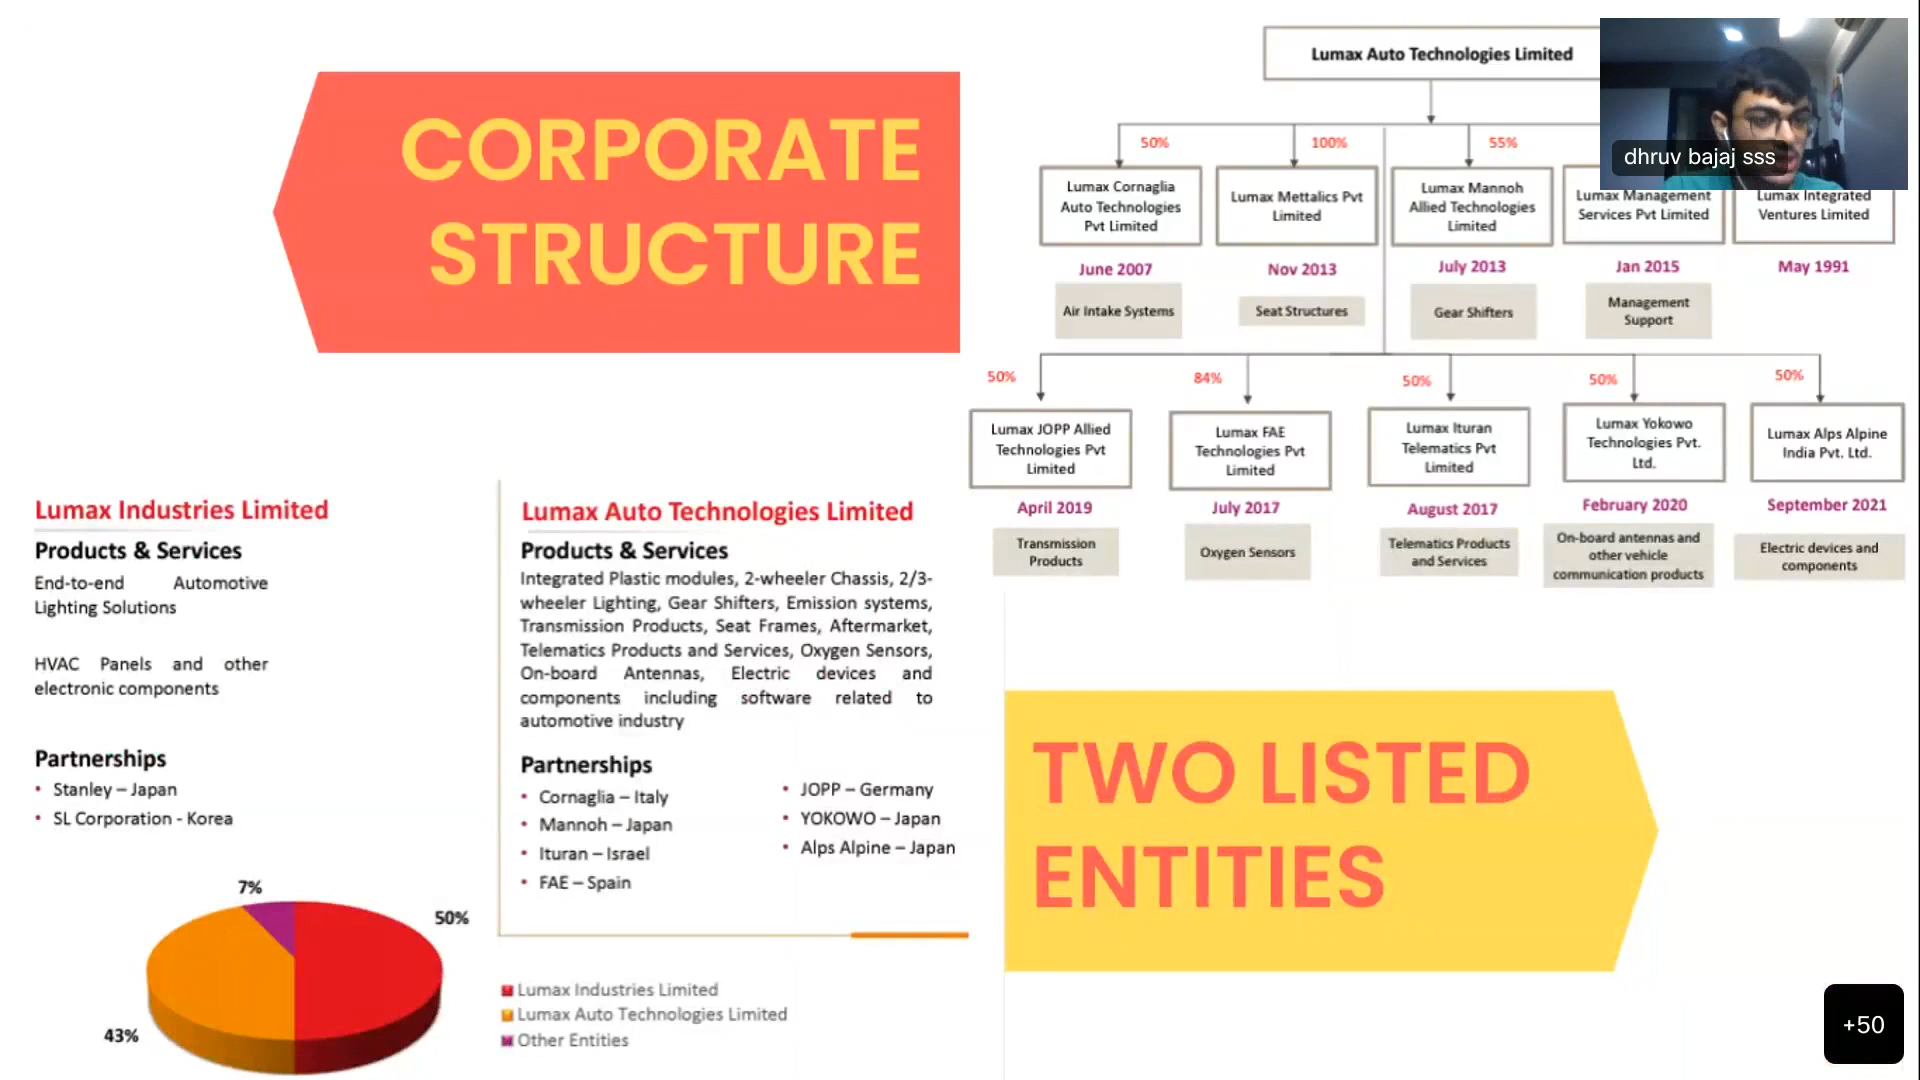 CORPORATE
STRUCTURE
Lumax Auto Technologies Limited
dhruv bajaj sss
50%
100%
55%
Lumax Cornaglia
Auto Technologies
Pvt Limited
Lumax Mettalics Pvt
Limited
Lumax Mannoh
Allied Technologies
Limited
Lumax Management
Services Pvt Limited
Lumax Integrated
Ventures Limited
June 2007
Nov 2013
July 2013
Jan 2015
May 1991
Air Intake Systems
Seat Structures
Gear Shifters
Management
Support
50%
84%
50%
50%
50%
Lumax JOPP Allied
Technologies Pvt
Limited
Lumax FAE
Technologies Pvt
Limited
Lumax Ituran
Telematics Pvt
Limited
Lumax Yokowo
Technologies Pvt.
Ltd.
Lumax Alps Alpine
India Pvt. Ltd.
April 2019
July 2017
August 2017
February 2020
September 2021
Transmission
Products
Oxygen Sensors
Telematics Products
and Services
On-board antennas and
other vehicle
communication products
Electric devices and
components
Lumax Industries Limited
Products & Services
End-to-end Automotive
Lighting Solutions
HVAC Panels and other
electronic components
Partnerships
• Stanley – Japan
• SL Corporation - Korea
Lumax Auto Technologies Limited
Products & Services
Integrated Plastic modules, 2-wheeler Chassis, 2/3-
wheeler Lighting, Gear Shifters, Emission systems,
Transmission Products, Seat Frames, Aftermarket,
Telematics Products and Services, Oxygen Sensors,
On-board Antennas, Electric devices and
components including software related to
automotive industry
Partnerships
• Cornaglia – Italy
• Mannoh – Japan
• Ituran – Israel
• FAE – Spain
• JOPP – Germany
• YOKOWO – Japan
• Alps Alpine – Japan
7%
50%
43%
Lumax Industries Limited
Lumax Auto Technologies Limited
Other Entities
TWO LISTED
ENTITIES
+50